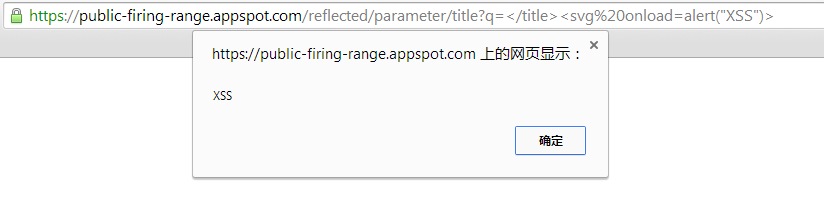 https://public-firing-range.appspot.com/reflected/parameter/title?q=</title><svg%20onload=alert("XSS")>
https://public-firing-range.appspot.com 上的网页显示：
XSS
确定